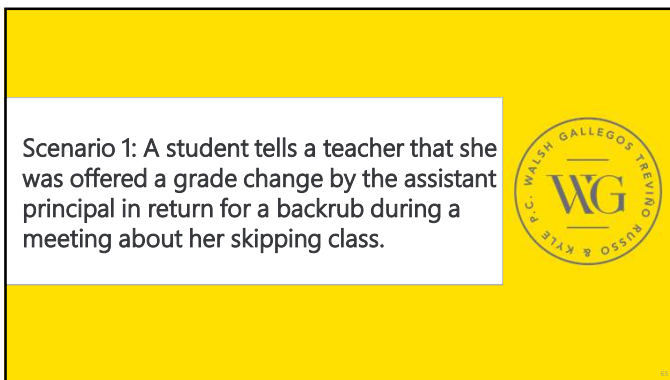 Scenario 1: A student tells a teacher that she
was offered a grade change by the assistant
principal in return for a backrub during a
meeting about her skipping class.
WALSH GALLEGOS TREVIÑO RUSSO & KYLE P.C.
WG